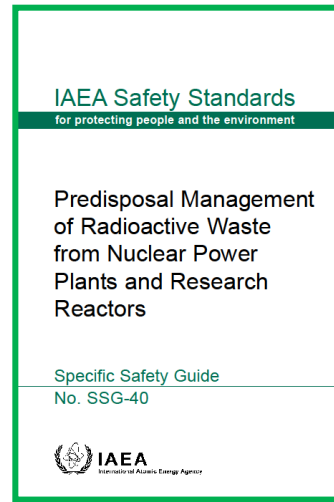 IAEA Safety Standards
for protecting people and the environment
Predisposal Management
of Radioactive Waste
from Nuclear Power
Plants and Research
Reactors
Specific Safety Guide
No. SSG-40
IAEA
International Atomic Energy Agency